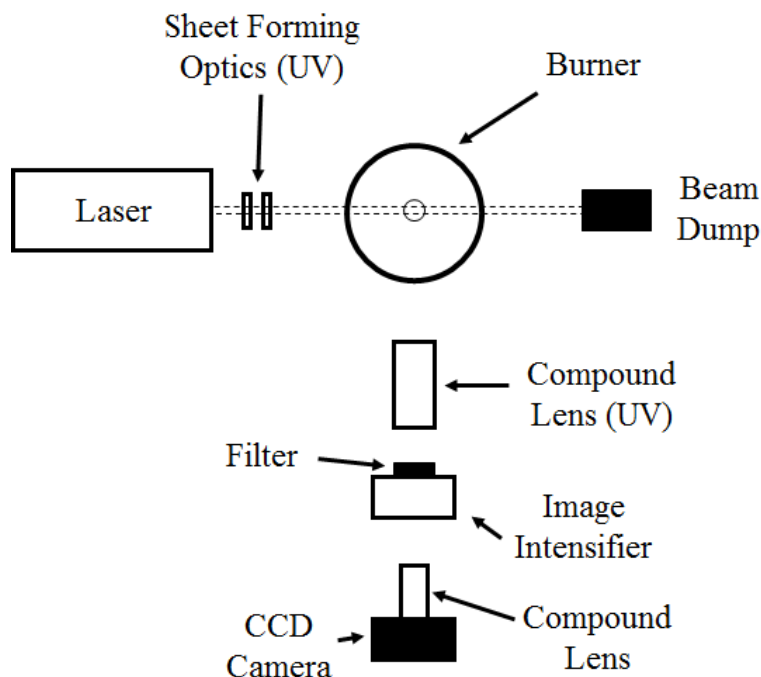 Sheet Forming
Optics (UV)
Burner
Laser
Beam
Dump
Compound
Lens (UV)
Filter
Image
Intensifier
CCD
Camera
Compound
Lens